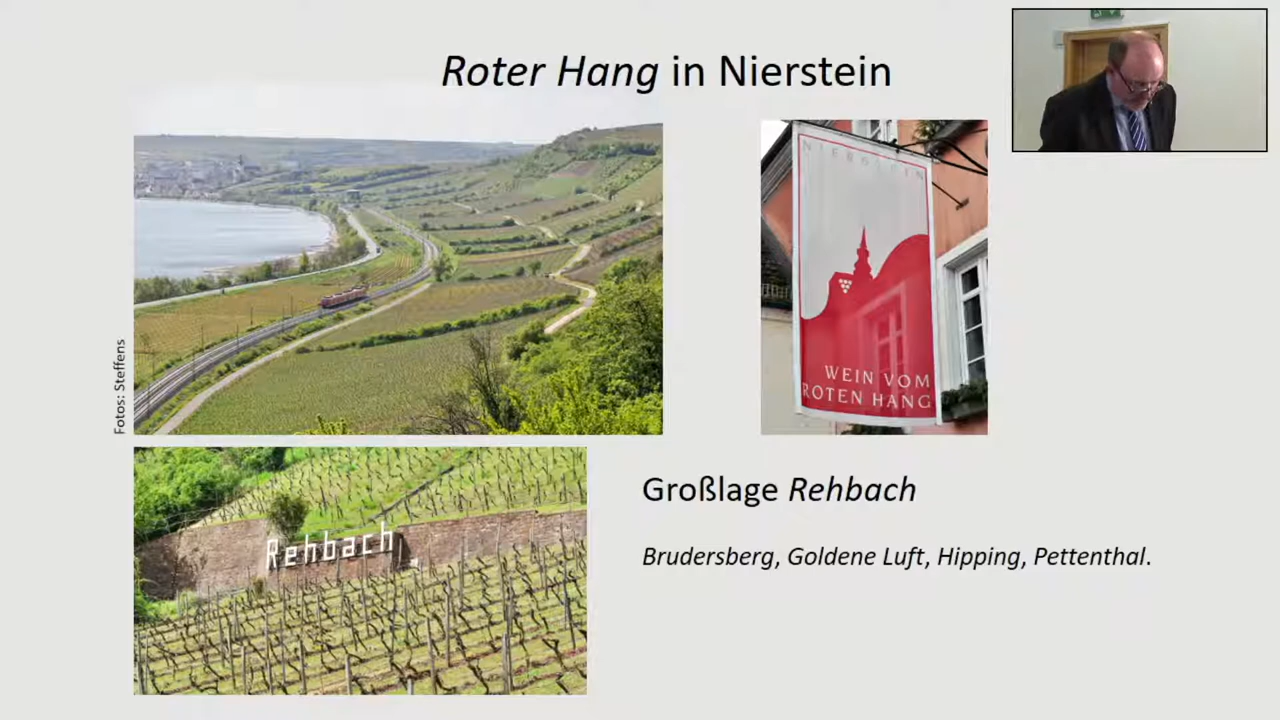 Roter Hang in Nierstein
Fotos: Steffens
NIERSTEIN
WEIN VOM
ROTEN HANG
Rehbach
Großlage Rehbach
Brudersberg, Goldene Luft, Hipping, Pettenthal.